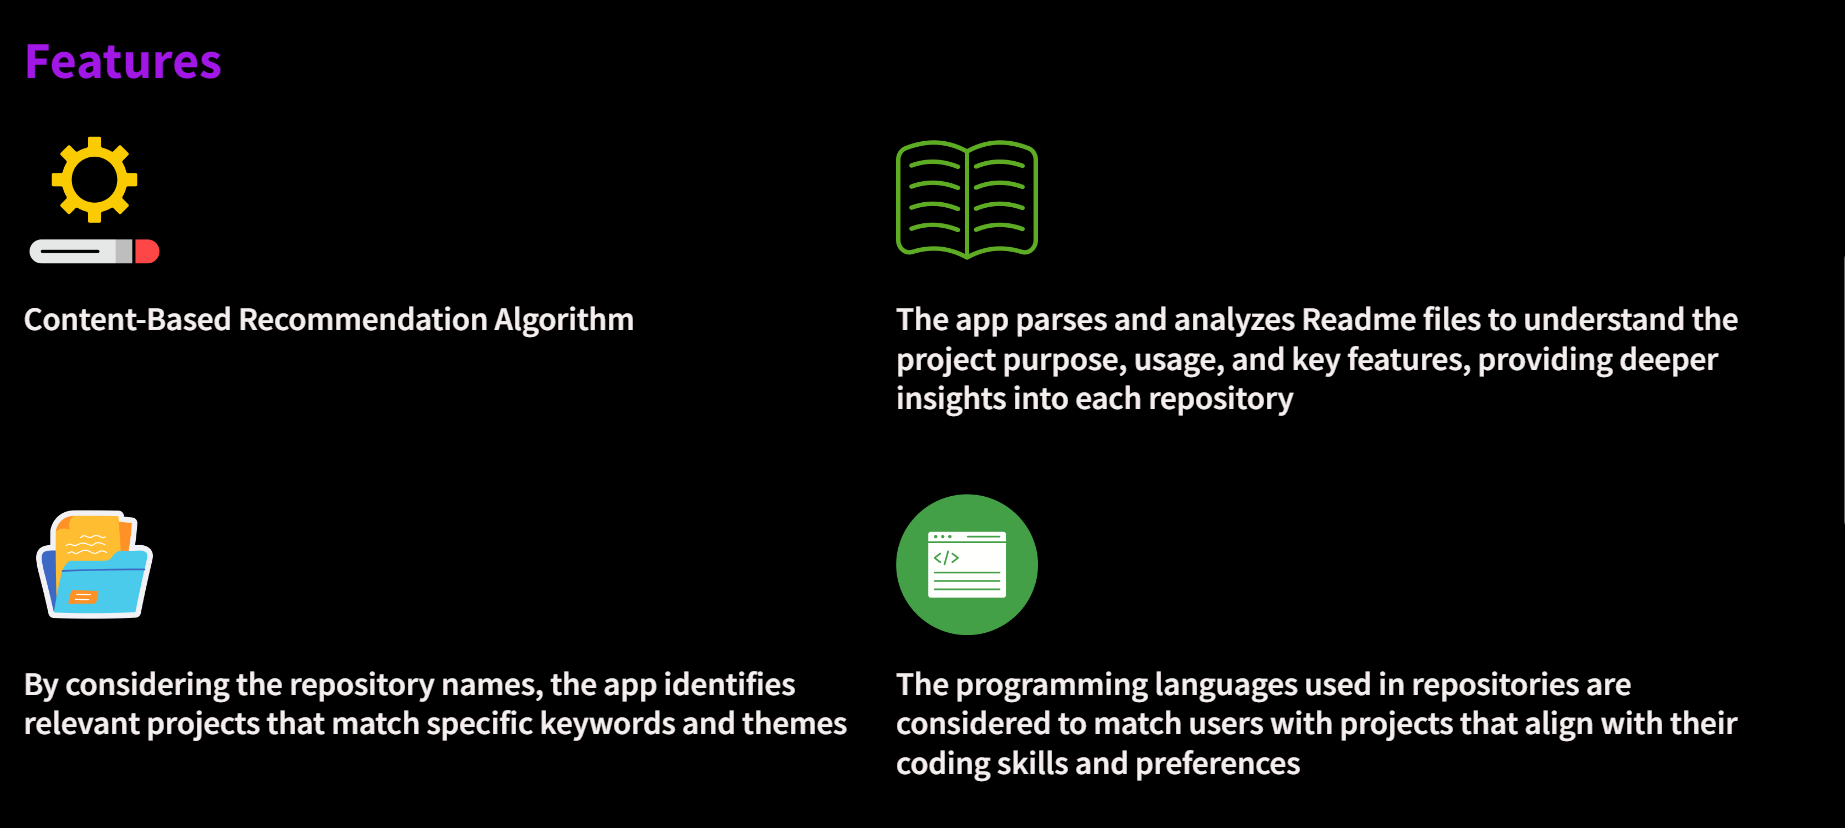 Features
Content-Based Recommendation Algorithm
The app parses and analyzes Readme files to understand the
project purpose, usage, and key features, providing deeper
insights into each repository
</>
By considering the repository names, the app identifies
relevant projects that match specific keywords and themes
The programming languages used in repositories are
considered to match users with projects that align with their
coding skills and preferences